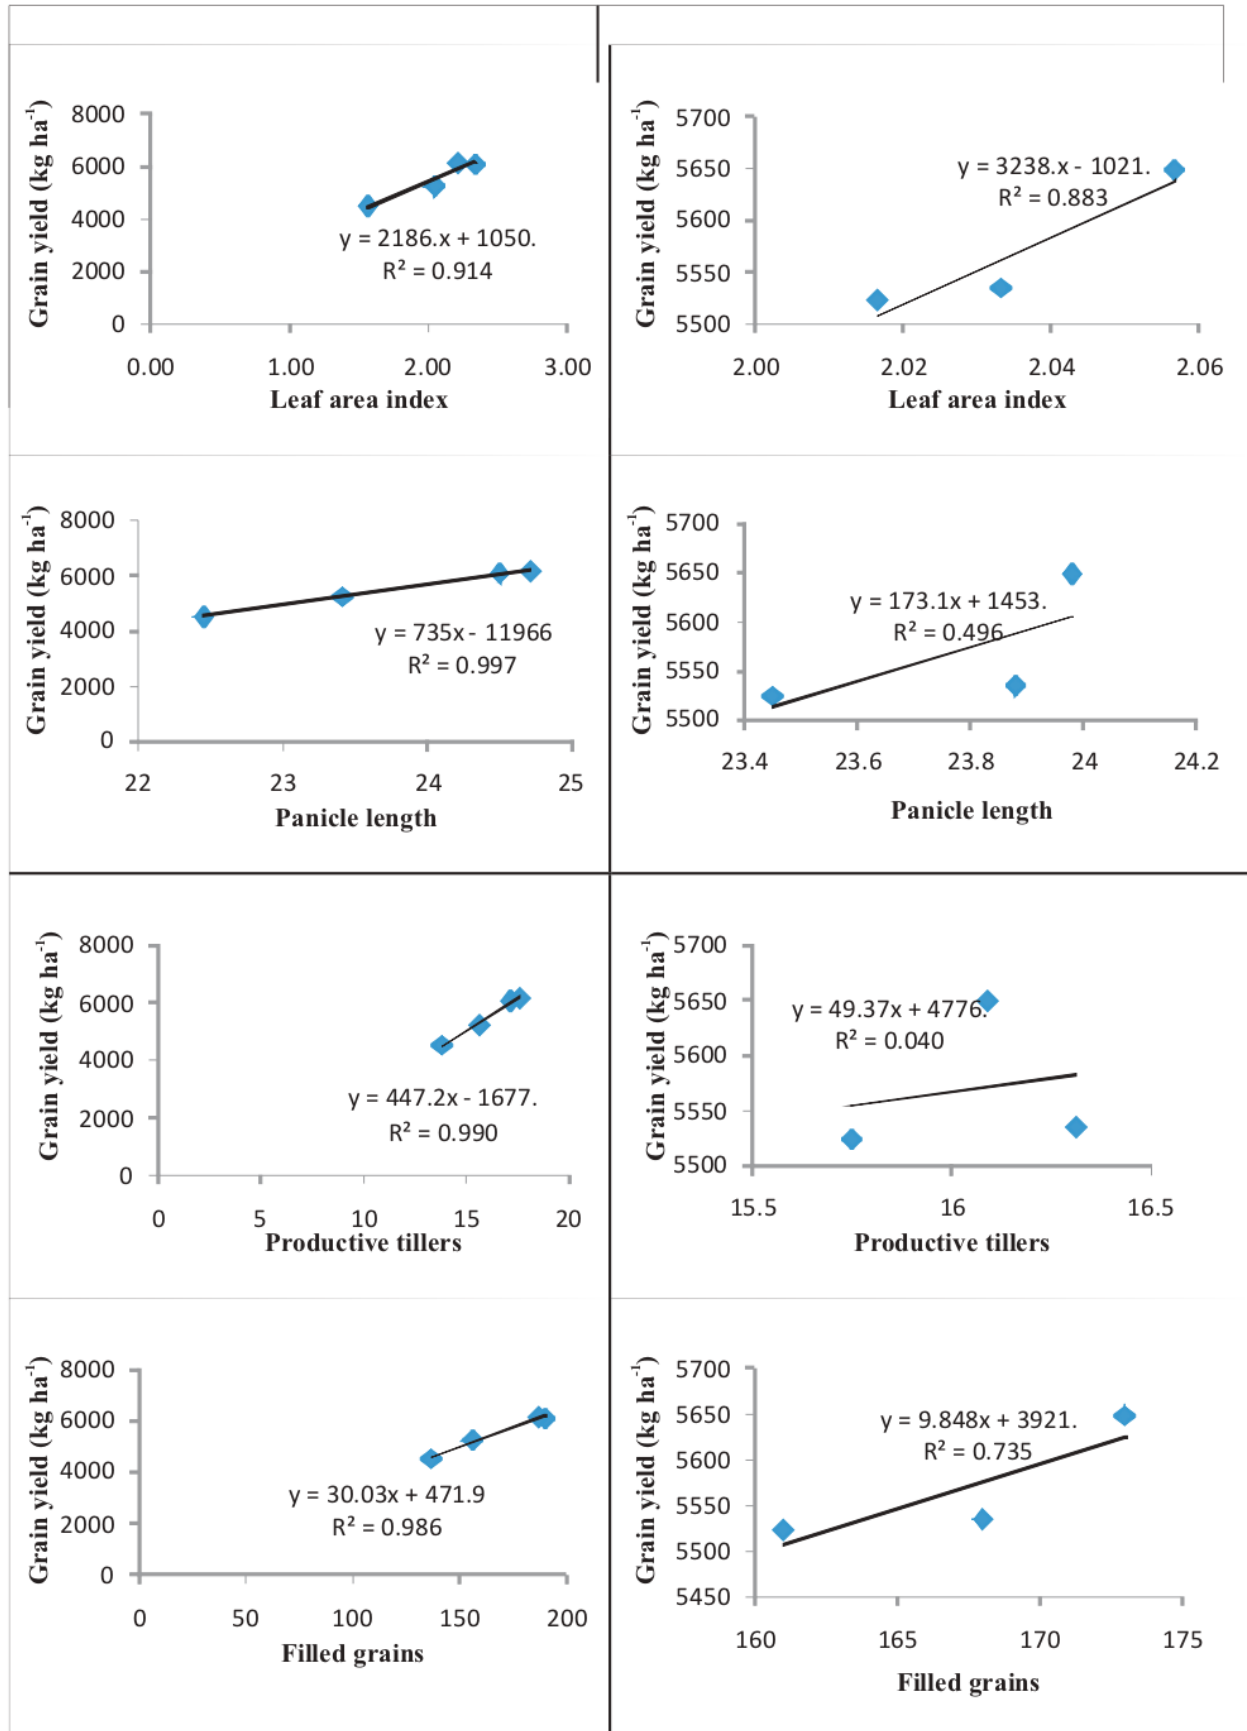 Grain yield (kg ha-1)
8000
6000
4000
2000
0
y = 2186.x + 1050.
R² = 0.914
0.00 1.00 2.00 3.00
Leaf area index
Grain yield (kg ha-1)
5700
5650
5600
5550
5500
y = 3238.x - 1021.
R² = 0.883
2.00 2.02 2.04 2.06
Leaf area index
Grain yield (kg ha-1)
8000
6000
4000
2000
0
y = 735x - 11966
R² = 0.997
22 23 24 25
Panicle length
Grain yield (kg ha-1)
5700
5650
5600
5550
5500
y = 173.1x + 1453.
R² = 0.496
23.4 23.6 23.8 24 24.2
Panicle length
Grain yield (kg ha-1)
8000
6000
4000
2000
0
y = 447.2x - 1677.
R² = 0.990
0 5 10 15 20
Productive tillers
Grain yield (kg ha-1)
5700
5650
5600
5550
5500
y = 49.37x + 4776.
R² = 0.040
15.5 16 16.5
Productive tillers
Grain yield (kg ha-1)
8000
6000
4000
2000
0
y = 30.03x + 471.9
R² = 0.986
0 50 100 150 200
Filled grains
Grain yield (kg ha-1)
5700
5650
5600
5550
5500
5450
y = 9.848x + 3921.
R² = 0.735
160 165 170 175
Filled grains